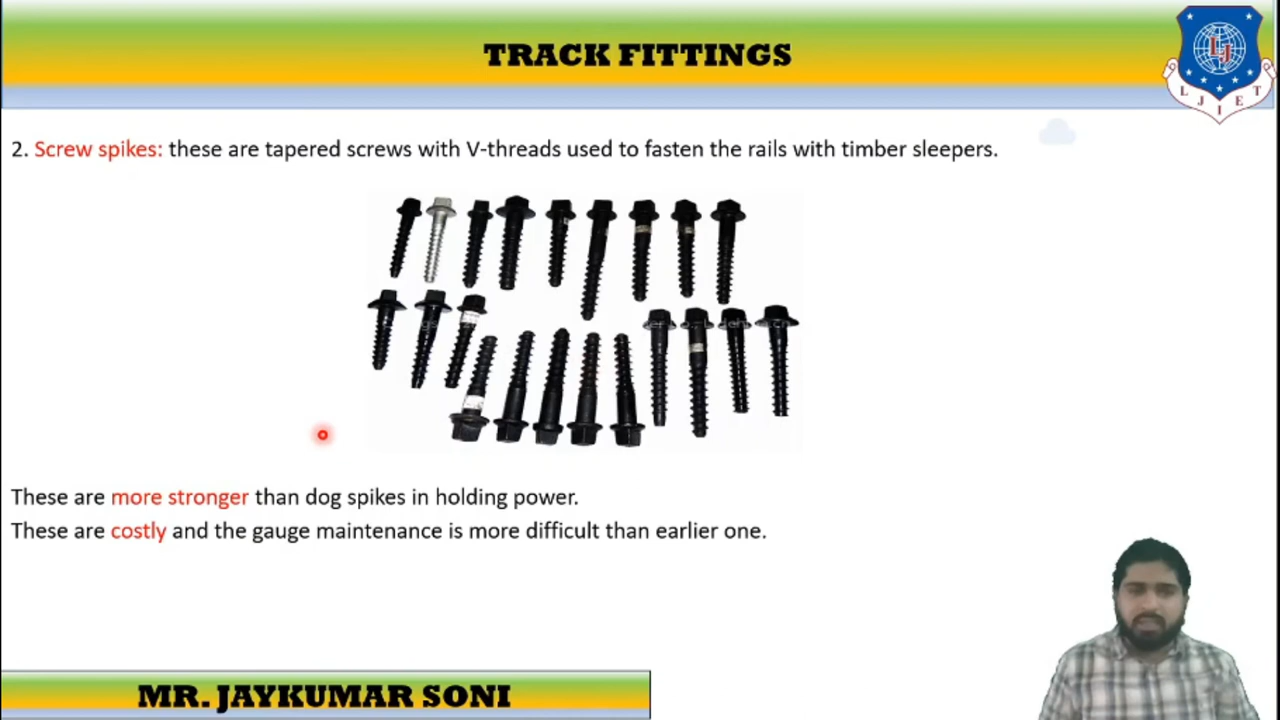 TRACK FITTINGS
LJ
LJIET
2. Screw spikes: these are tapered screws with V-threads used to fasten the rails with timber sleepers.
These are more stronger than dog spikes in holding power.
These are costly and the gauge maintenance is more difficult than earlier one.
MR. JAYKUMAR SONI